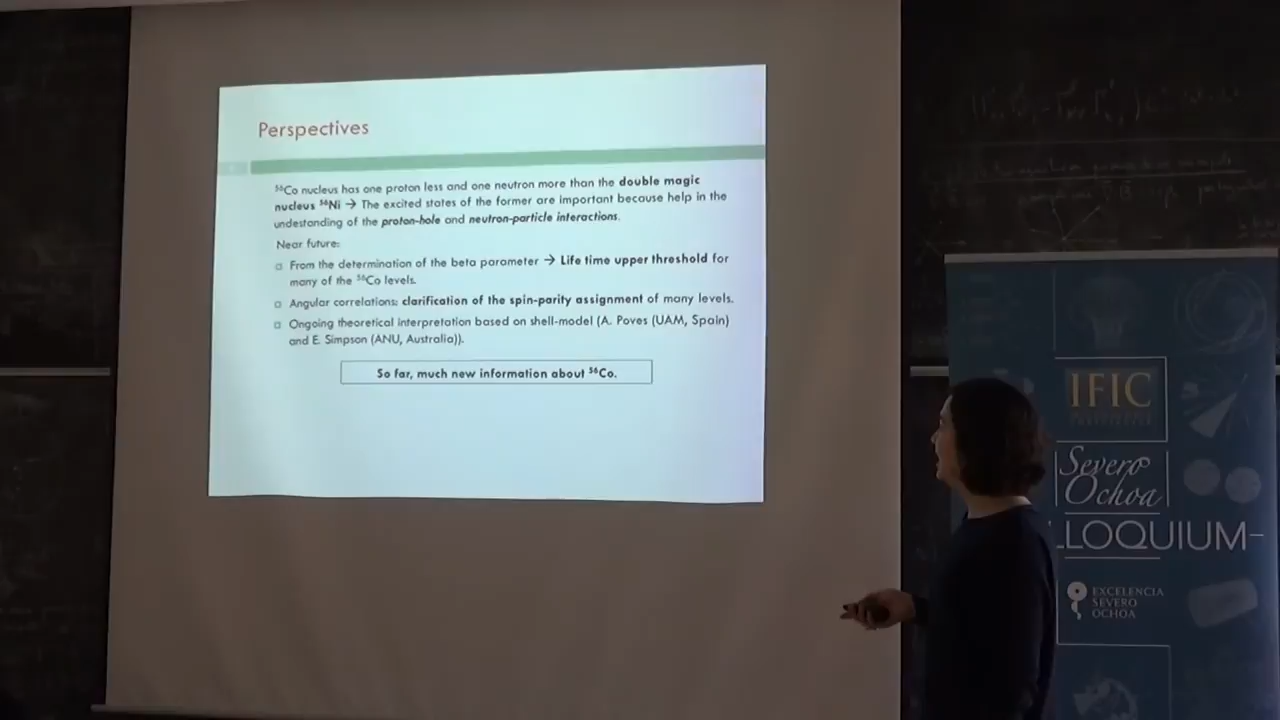 Perspectives
⁵⁶Co nucleus has one proton less and one neutron more than the double magic
nucleus ⁵⁶Ni → The excited states of the former are important because help in the
undestanding of the proton-hole and neutron-particle interactions.
Near future:
□ From the determination of the beta parameter → Life time upper threshold for
many of the ⁵⁶Co levels.
□ Angular correlations: clarification of the spin-parity assignment of many levels.
□ Ongoing theoretical interpretation based on shell-model (A. Poves (UAM, Spain)
and E. Simpson (ANU, Australia)).
So far, much new information about ⁵⁶Co.
IFIC
Severo
Ochoa
LLOQUIUM
EXCELENCIA
SEVERO
OCHOA